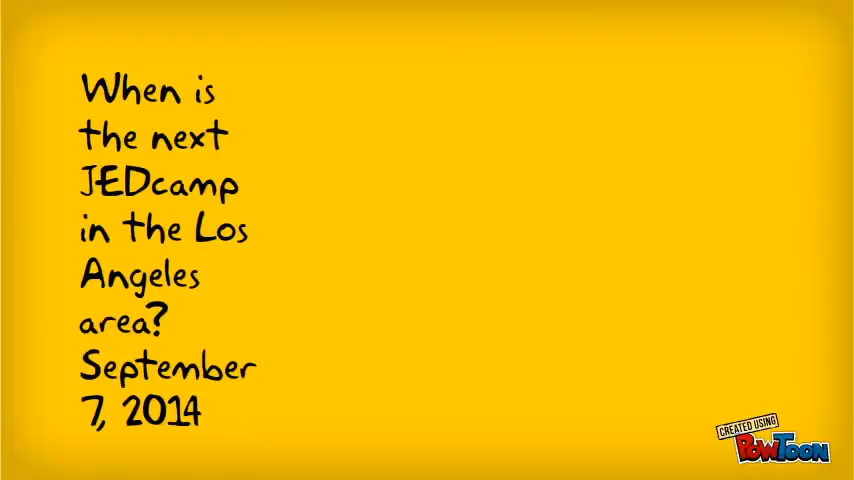 When is
the next
JEDcamp
in the Los
Angeles
area?
September
7, 2014
CREATED USING
POWTOON